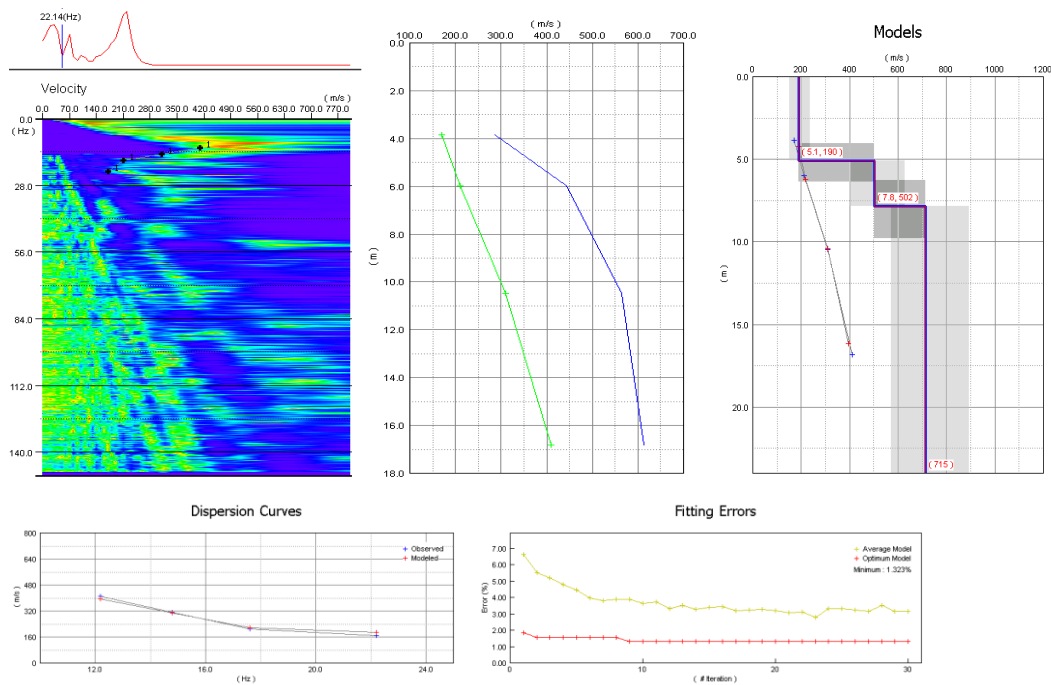 22.14(Hz)
Velocity
( m/s )
0.0 70.0 140.0 210.0 280.0 350.0 420.0 490.0 560.0 630.0 700.0 770.0
0.0
( Hz )
28.0
56.0
84.0
112.0
140.0
1
1
1
1
( m/s )
100.0 200.0 300.0 400.0 500.0 600.0 700.0
0.0
2.0
4.0
6.0
8.0
10.0
12.0
14.0
16.0
18.0
( m )
Models
( m/s )
0 200 400 600 800 1000 1200
0.0
5.0
10.0
15.0
20.0
( m )
( 5.1, 190 )
( 7.8, 502 )
( 715 )
Dispersion Curves
800
640
480
320
160
0
( m/s )
Observed
Modeled
12.0 16.0 20.0 24.0
( Hz )
Fitting Errors
7.00
6.00
5.00
4.00
3.00
2.00
1.00
0.00
Error (%)
Average Model
Optimum Model
Minimum : 1.323%
10 20 30
( # Iteration )